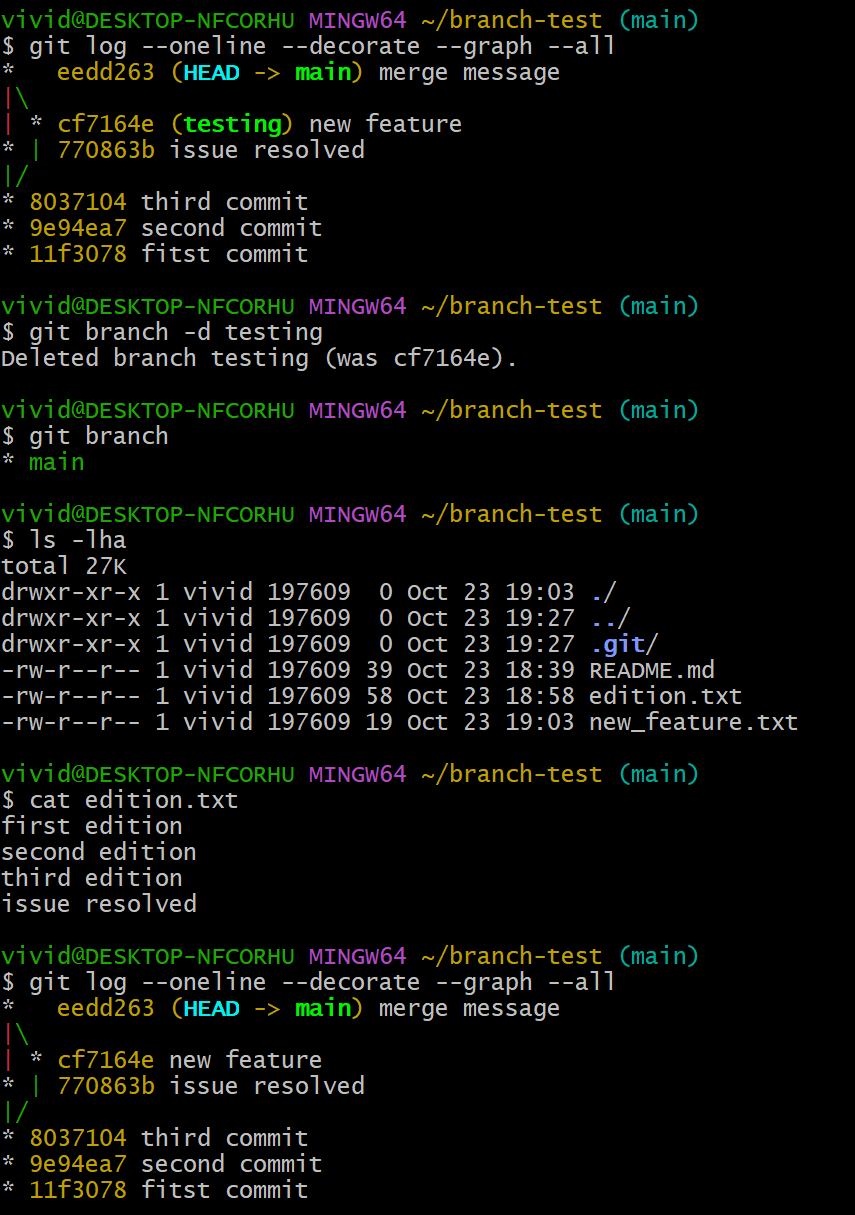 vivid@DESKTOP-NFCORHU MINGW64 ~/branch-test (main)
$ git log --oneline --decorate --graph --all
*   eedd263 (HEAD -> main) merge message
|\
| * cf7164e (testing) new feature
* | 770863b issue resolved
|/
* 8037104 third commit
* 9e94ea7 second commit
* 11f3078 fitst commit
vivid@DESKTOP-NFCORHU MINGW64 ~/branch-test (main)
$ git branch -d testing
Deleted branch testing (was cf7164e).
vivid@DESKTOP-NFCORHU MINGW64 ~/branch-test (main)
$ git branch
* main
vivid@DESKTOP-NFCORHU MINGW64 ~/branch-test (main)
$ ls -lha
total 27K
drwxr-xr-x 1 vivid 197609  0 Oct 23 19:03 ./
drwxr-xr-x 1 vivid 197609  0 Oct 23 19:27 ../
drwxr-xr-x 1 vivid 197609  0 Oct 23 19:27 .git/
-rw-r--r-- 1 vivid 197609 39 Oct 23 18:39 README.md
-rw-r--r-- 1 vivid 197609 58 Oct 23 18:58 edition.txt
-rw-r--r-- 1 vivid 197609 19 Oct 23 19:03 new_feature.txt
vivid@DESKTOP-NFCORHU MINGW64 ~/branch-test (main)
$ cat edition.txt
first edition
second edition
third edition
issue resolved
vivid@DESKTOP-NFCORHU MINGW64 ~/branch-test (main)
$ git log --oneline --decorate --graph --all
*   eedd263 (HEAD -> main) merge message
|\
| * cf7164e new feature
* | 770863b issue resolved
|/
* 8037104 third commit
* 9e94ea7 second commit
* 11f3078 fitst commit